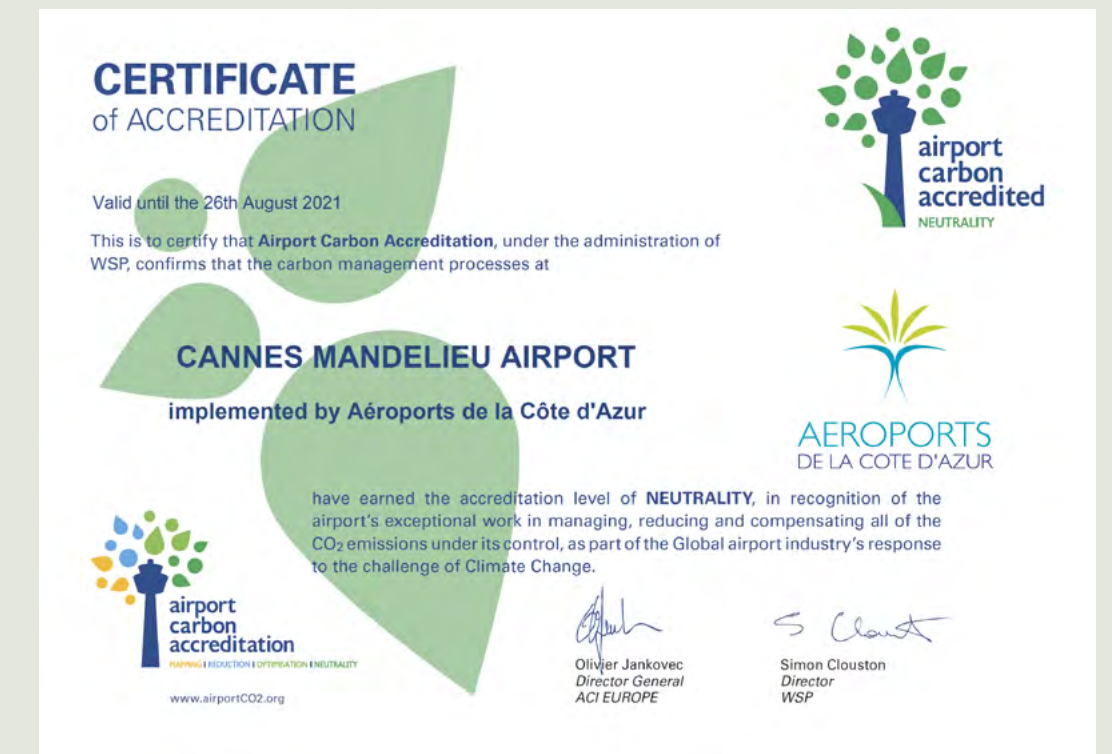 CERTIFICATE
of ACCREDITATION
airport
carbon
accredited
NEUTRALITY
Valid until the 26th August 2021
This is to certify that Airport Carbon Accreditation, under the administration of
WSP, confirms that the carbon management processes at
CANNES MANDELIEU AIRPORT
implemented by Aéroports de la Côte d'Azur
AEROPORTS
DE LA COTE D'AZUR
have earned the accreditation level of NEUTRALITY, in recognition of the
airport's exceptional work in managing, reducing and compensating all of the
CO2 emissions under its control, as part of the Global airport industry's response
to the challenge of Climate Change.
airport
carbon
accreditation
MAPPING I REDUCTION I OPTIMISATION I NEUTRALITY
www.airportCO2.org
S Clouston
Olivier Jankovec
Director General
ACI EUROPE
Simon Clouston
Director
WSP